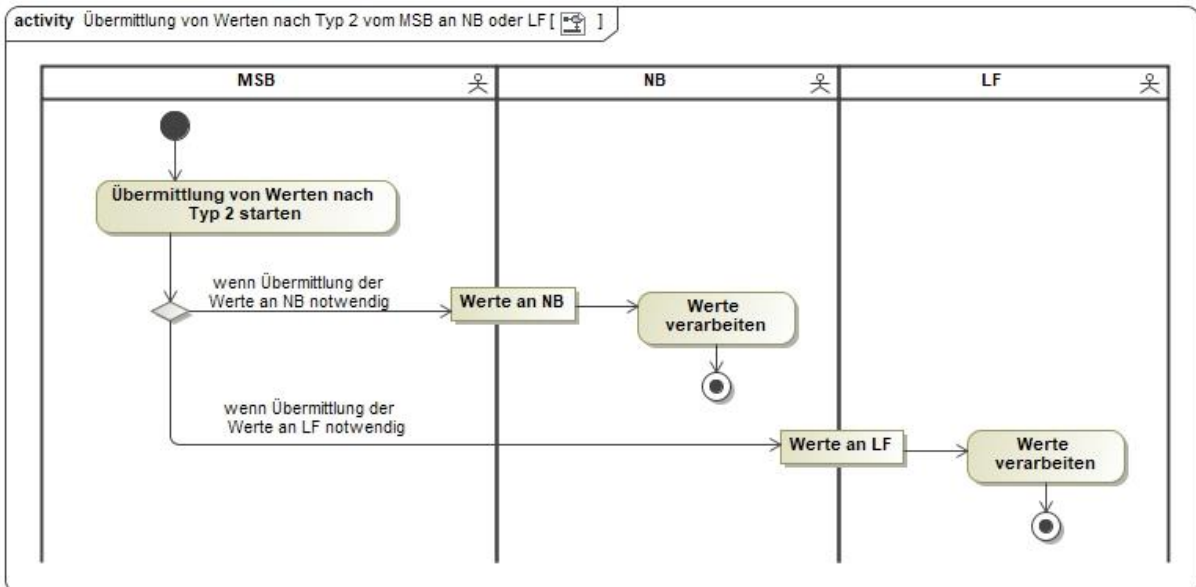 activity Übermittlung von Werten nach Typ 2 vom MSB an NB oder LF [ ]
MSB
NB
LF
Übermittlung von Werten nach
Typ 2 starten
wenn Übermittlung der
Werte an NB notwendig
Werte an NB
Werte
verarbeiten
wenn Übermittlung der
Werte an LF notwendig
Werte an LF
Werte
verarbeiten